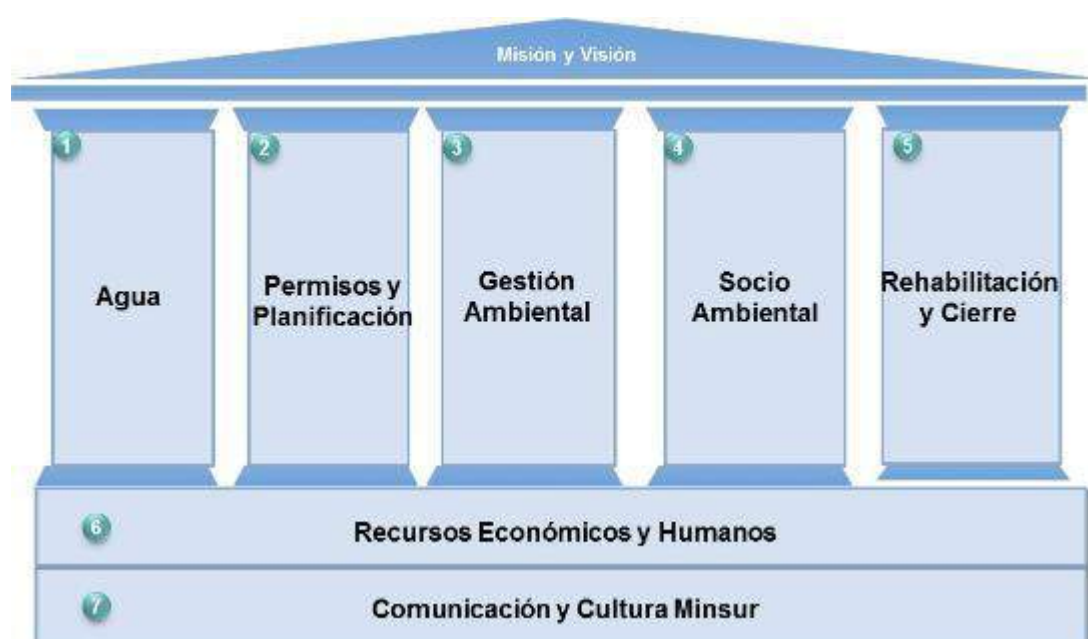 Misión y Visión
1
2
3
4
5
Agua
Permisos y
Planificación
Gestión
Ambiental
Socio
Ambiental
Rehabilitación
y Cierre
6
Recursos Económicos y Humanos
7
Comunicación y Cultura Minsur